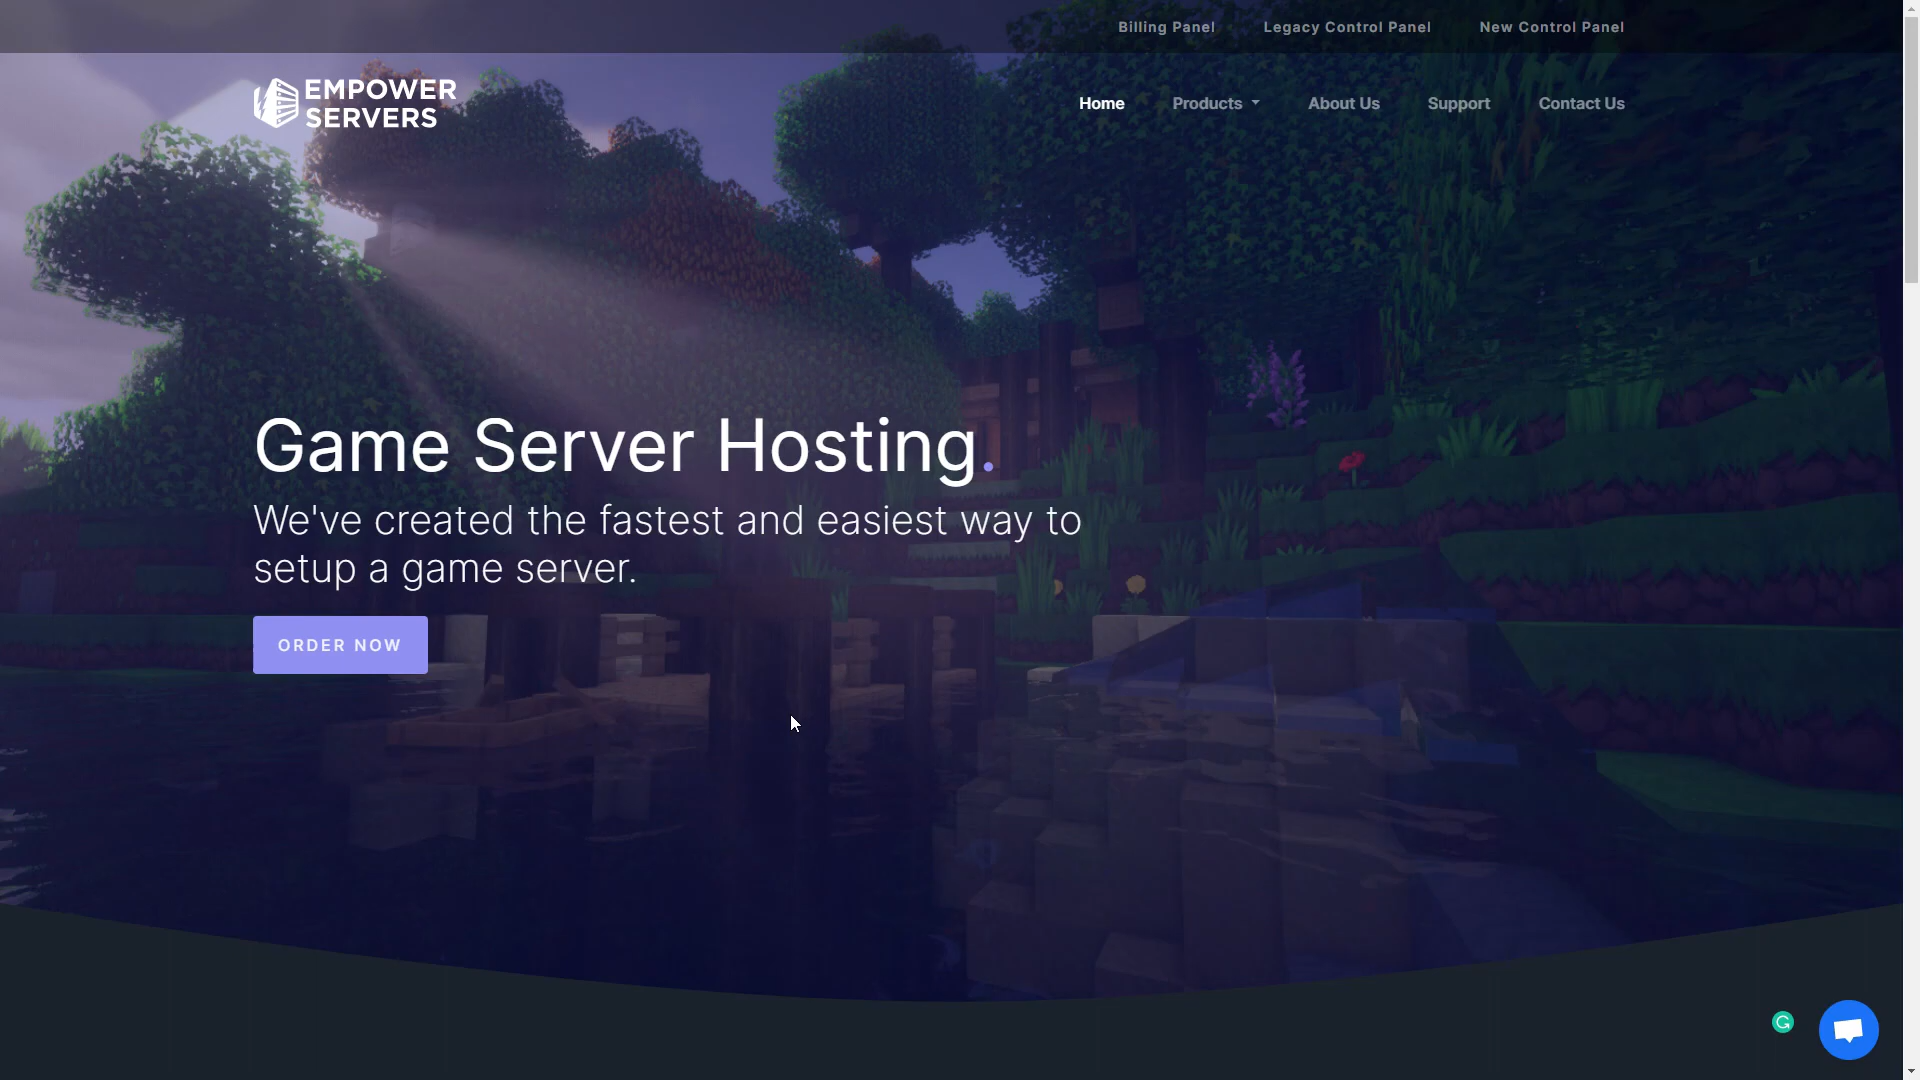 Billing Panel Legacy Control Panel New Control Panel
EMPOWER
SERVERS
Home Products About Us Support Contact Us
Game Server Hosting.
We've created the fastest and easiest way to
setup a game server.
ORDER NOW